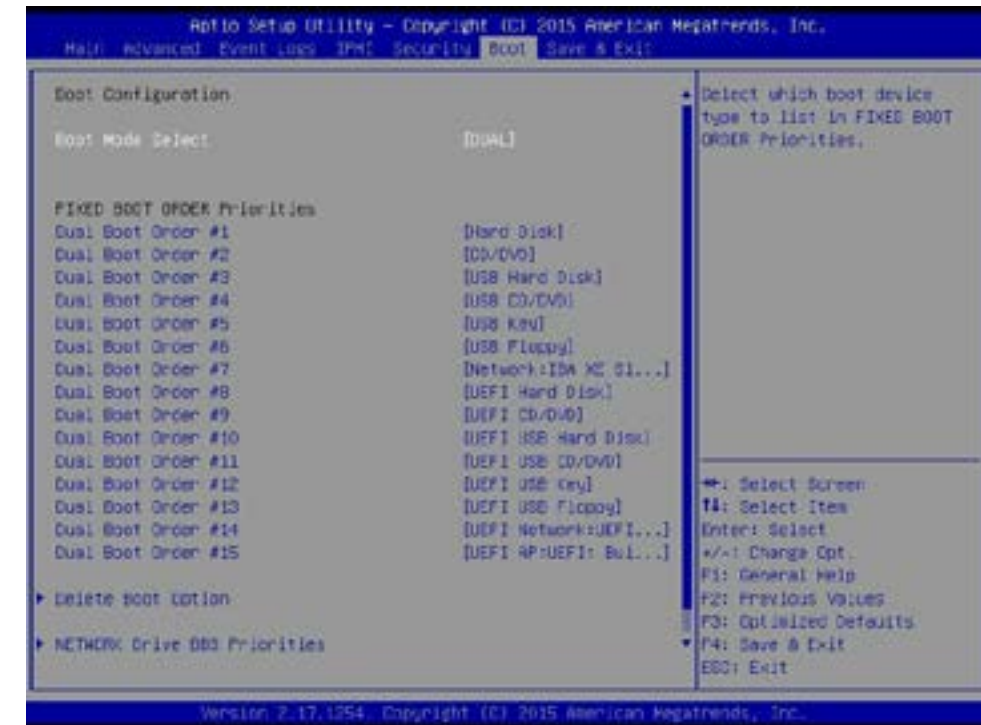 Aptio Setup Utility - Copyright (C) 2015 American Megatrends, Inc.
Main Advanced Event Logs IPMI Security Boot Save & Exit
Boot Configuration
Boot Mode Select [DUAL]
FIXED BOOT ORDER Priorities
Dual Boot Order #1 [Hard Disk]
Dual Boot Order #2 [CD/DVD]
Dual Boot Order #3 [USB Hard Disk]
Dual Boot Order #4 [USB CD/DVD]
Dual Boot Order #5 [USB Key]
Dual Boot Order #6 [USB Floppy]
Dual Boot Order #7 [Network:IBA XE Sl...]
Dual Boot Order #8 [UEFI Hard Disk]
Dual Boot Order #9 [UEFI CD/DVD]
Dual Boot Order #10 [UEFI USB Hard Disk]
Dual Boot Order #11 [UEFI USB CD/DVD]
Dual Boot Order #12 [UEFI USB Key]
Dual Boot Order #13 [UEFI USB Floppy]
Dual Boot Order #14 [UEFI Network:UEFI...]
Dual Boot Order #15 [UEFI AP:UEFI: Bui...]
Delete Boot Option
NETWORK Drive BBS Priorities
Select which boot device
type to list in FIXED BOOT
ORDER Priorities.
→←: Select Screen
↑↓: Select Item
Enter: Select
+/-: Change Opt.
F1: General Help
F2: Previous Values
F3: Optimized Defaults
F4: Save & Exit
ESC: Exit
Version 2.17.1254. Copyright (C) 2015 American Megatrends, Inc.